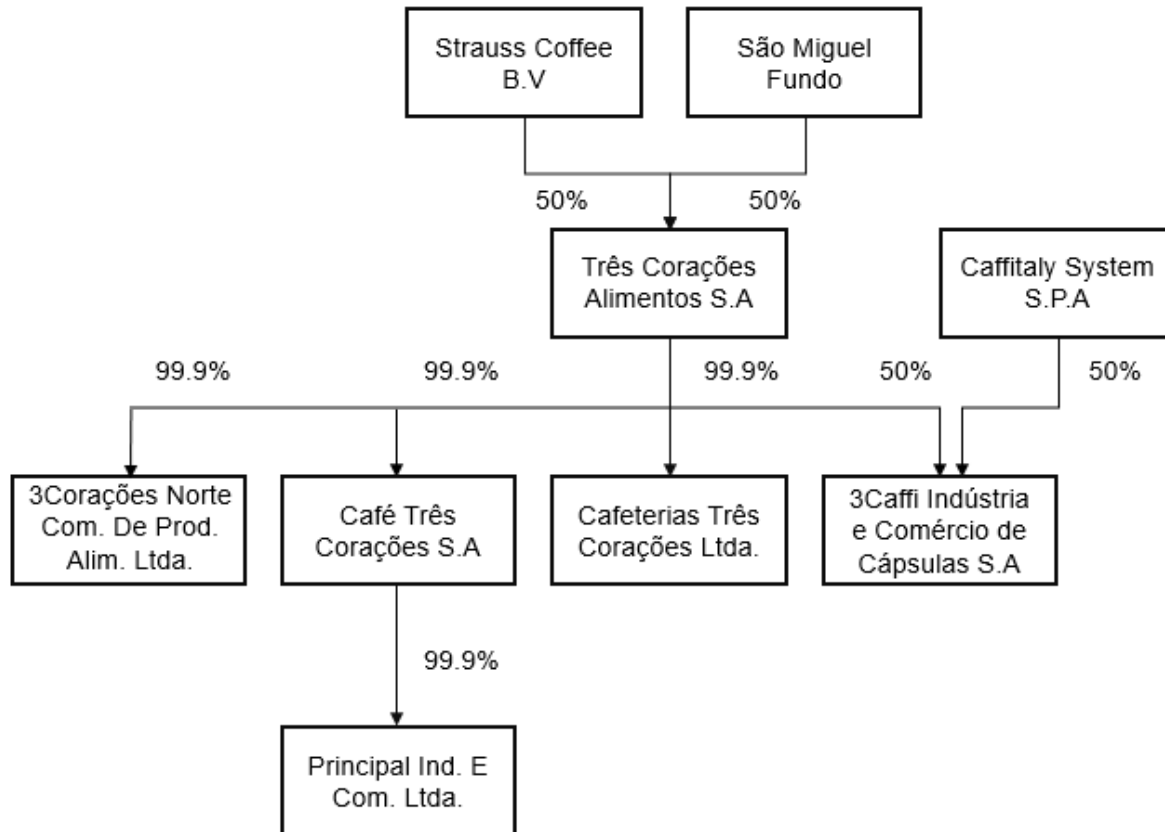 Strauss Coffee
B.V
São Miguel
Fundo
50%
50%
Três Corações
Alimentos S.A
Caffitaly System
S.P.A
99.9%
99.9%
99.9%
50%
50%
3Corações Norte
Com. De Prod.
Alim. Ltda.
Café Três
Corações S.A
Cafeterias Três
Corações Ltda.
3Caffi Indústria
e Comércio de
Cápsulas S.A
99.9%
Principal Ind. E
Com. Ltda.